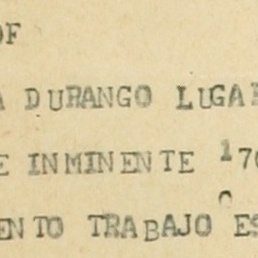 OF
A DURANGO LUGA
E INMINENTE 170
ENTO TRABAJO ES